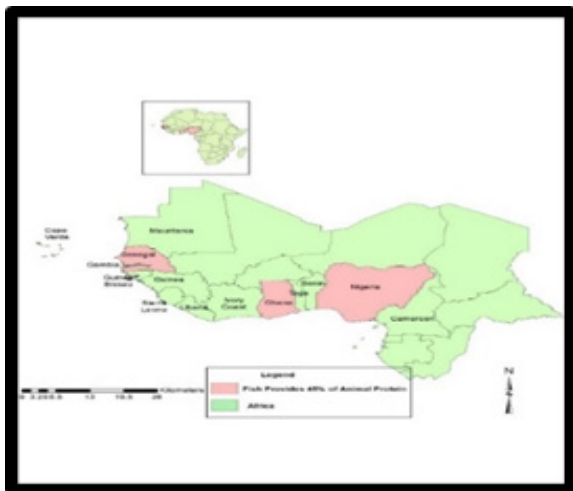 Cape
Verde
Mauritania
Senegal
Gambia
Guinea
Bissau
Guinea
Sierra
Leone
Liberia
Ivory
Coast
Ghana
Togo
Benin
Nigeria
Cameroon
Legend
Fish Provides 45% of Animal Protein
Africa
Kilometers
N